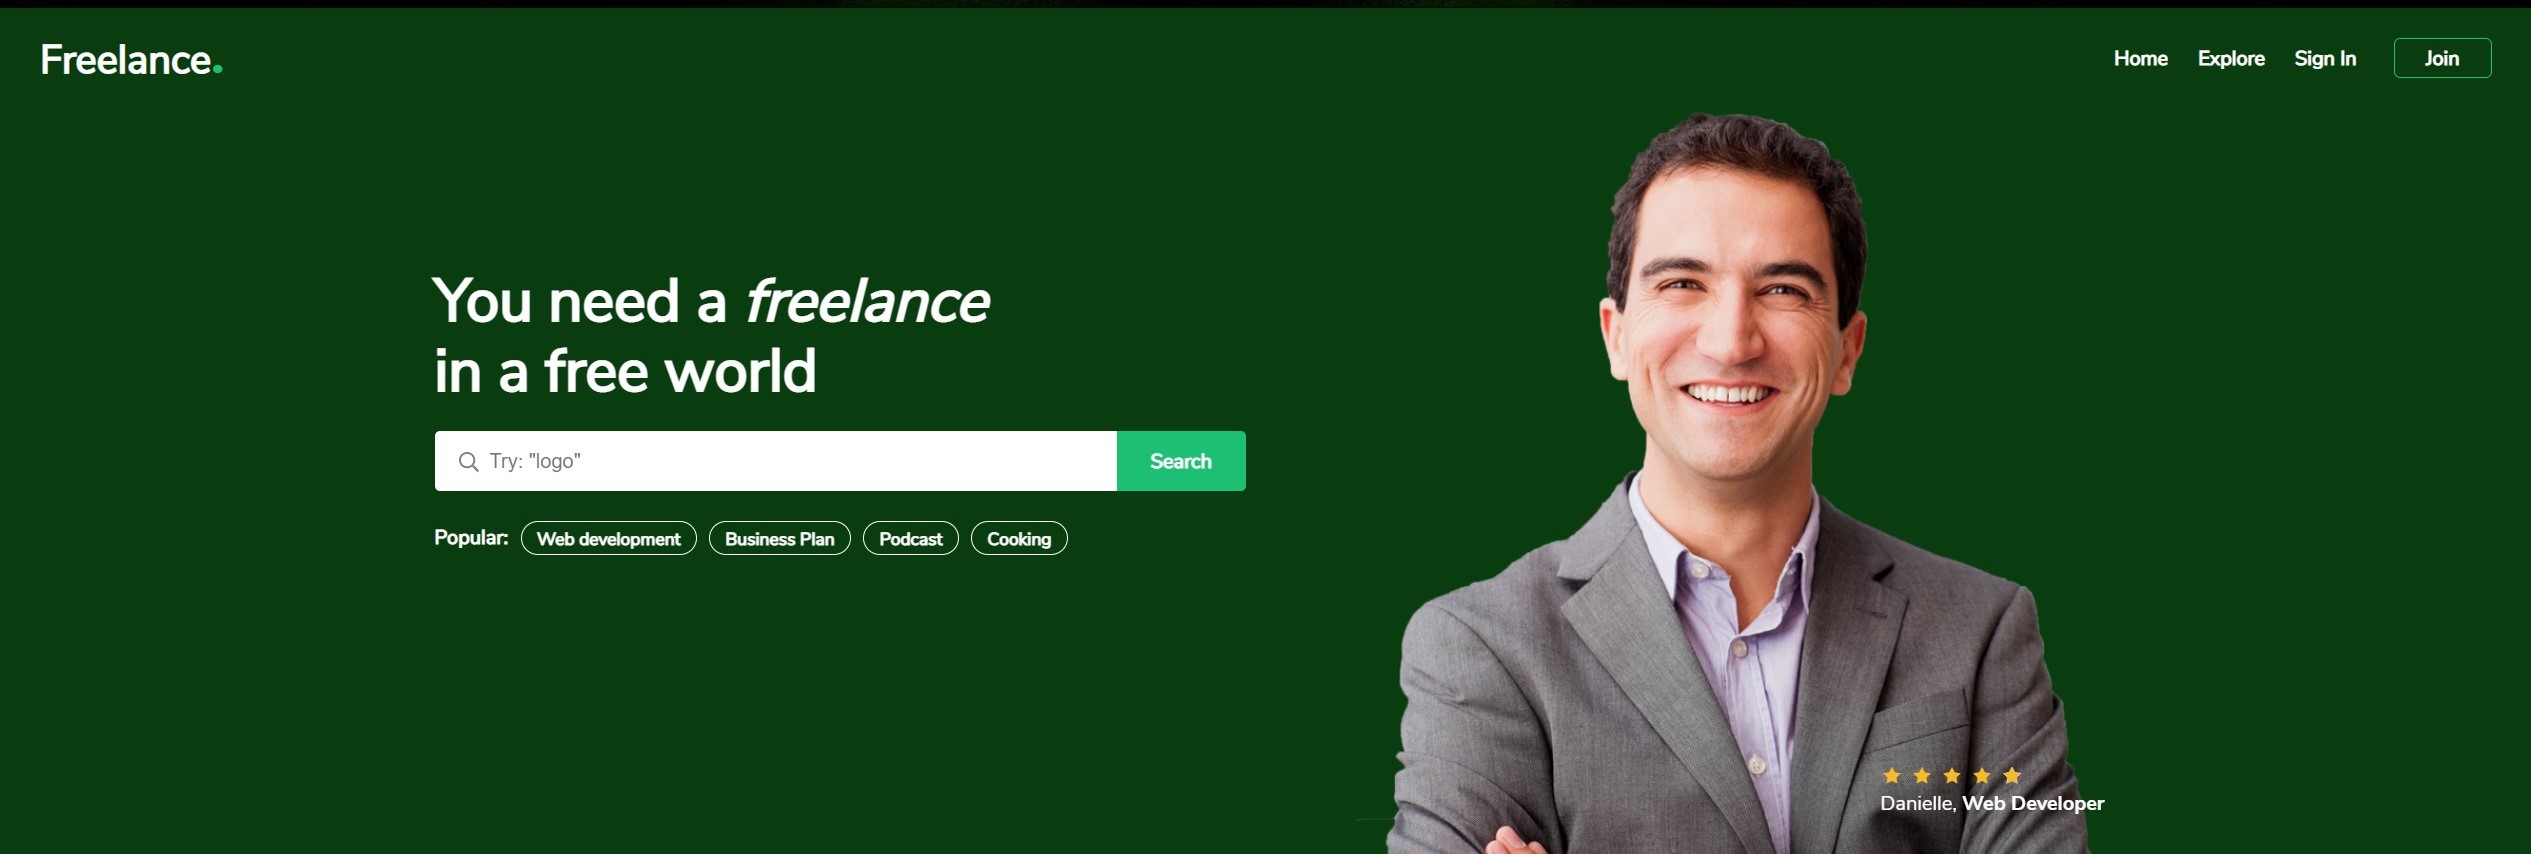 Freelance.
Home Explore Sign In Join
You need a freelance
in a free world
Try: "logo" Search
Popular: Web development Business Plan Podcast Cooking
Danielle, Web Developer